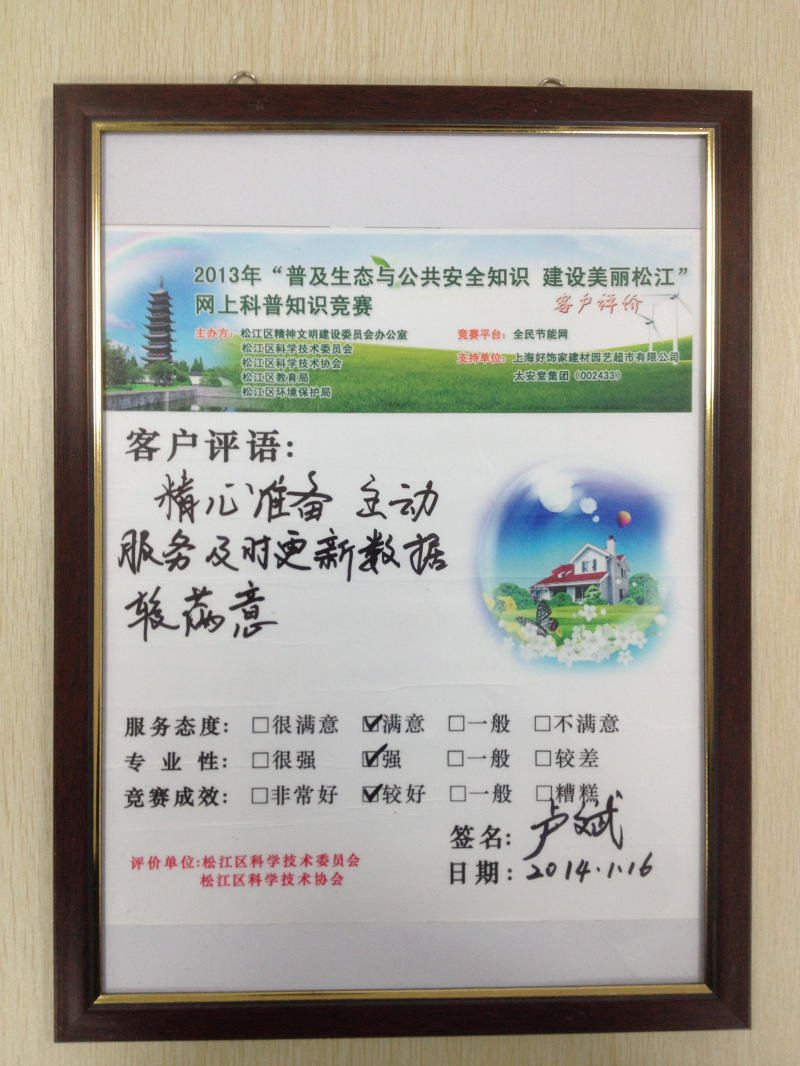 2013年“普及生态与公共安全知识 建设美丽松江”
网上科普知识竞赛 客户评价
主办方：松江区精神文明建设委员会办公室
松江区科学技术委员会
松江区科学技术协会
松江区教育局
松江区环境保护局
竞赛平台：全民节能网
支持单位：上海好饰家建材园艺超市有限公司
太安堂集团（002433）
客户评语：
精心准备 主动
服务及时更新数据
较满意
服务态度：□很满意 ☑满意 □一般 □不满意
专业性：□很强 ☑强 □一般 □较差
竞赛成效：□非常好 ☑较好 □一般 □糟糕
签名：卢斌
日期：2014.1.16
评价单位：松江区科学技术委员会
松江区科学技术协会